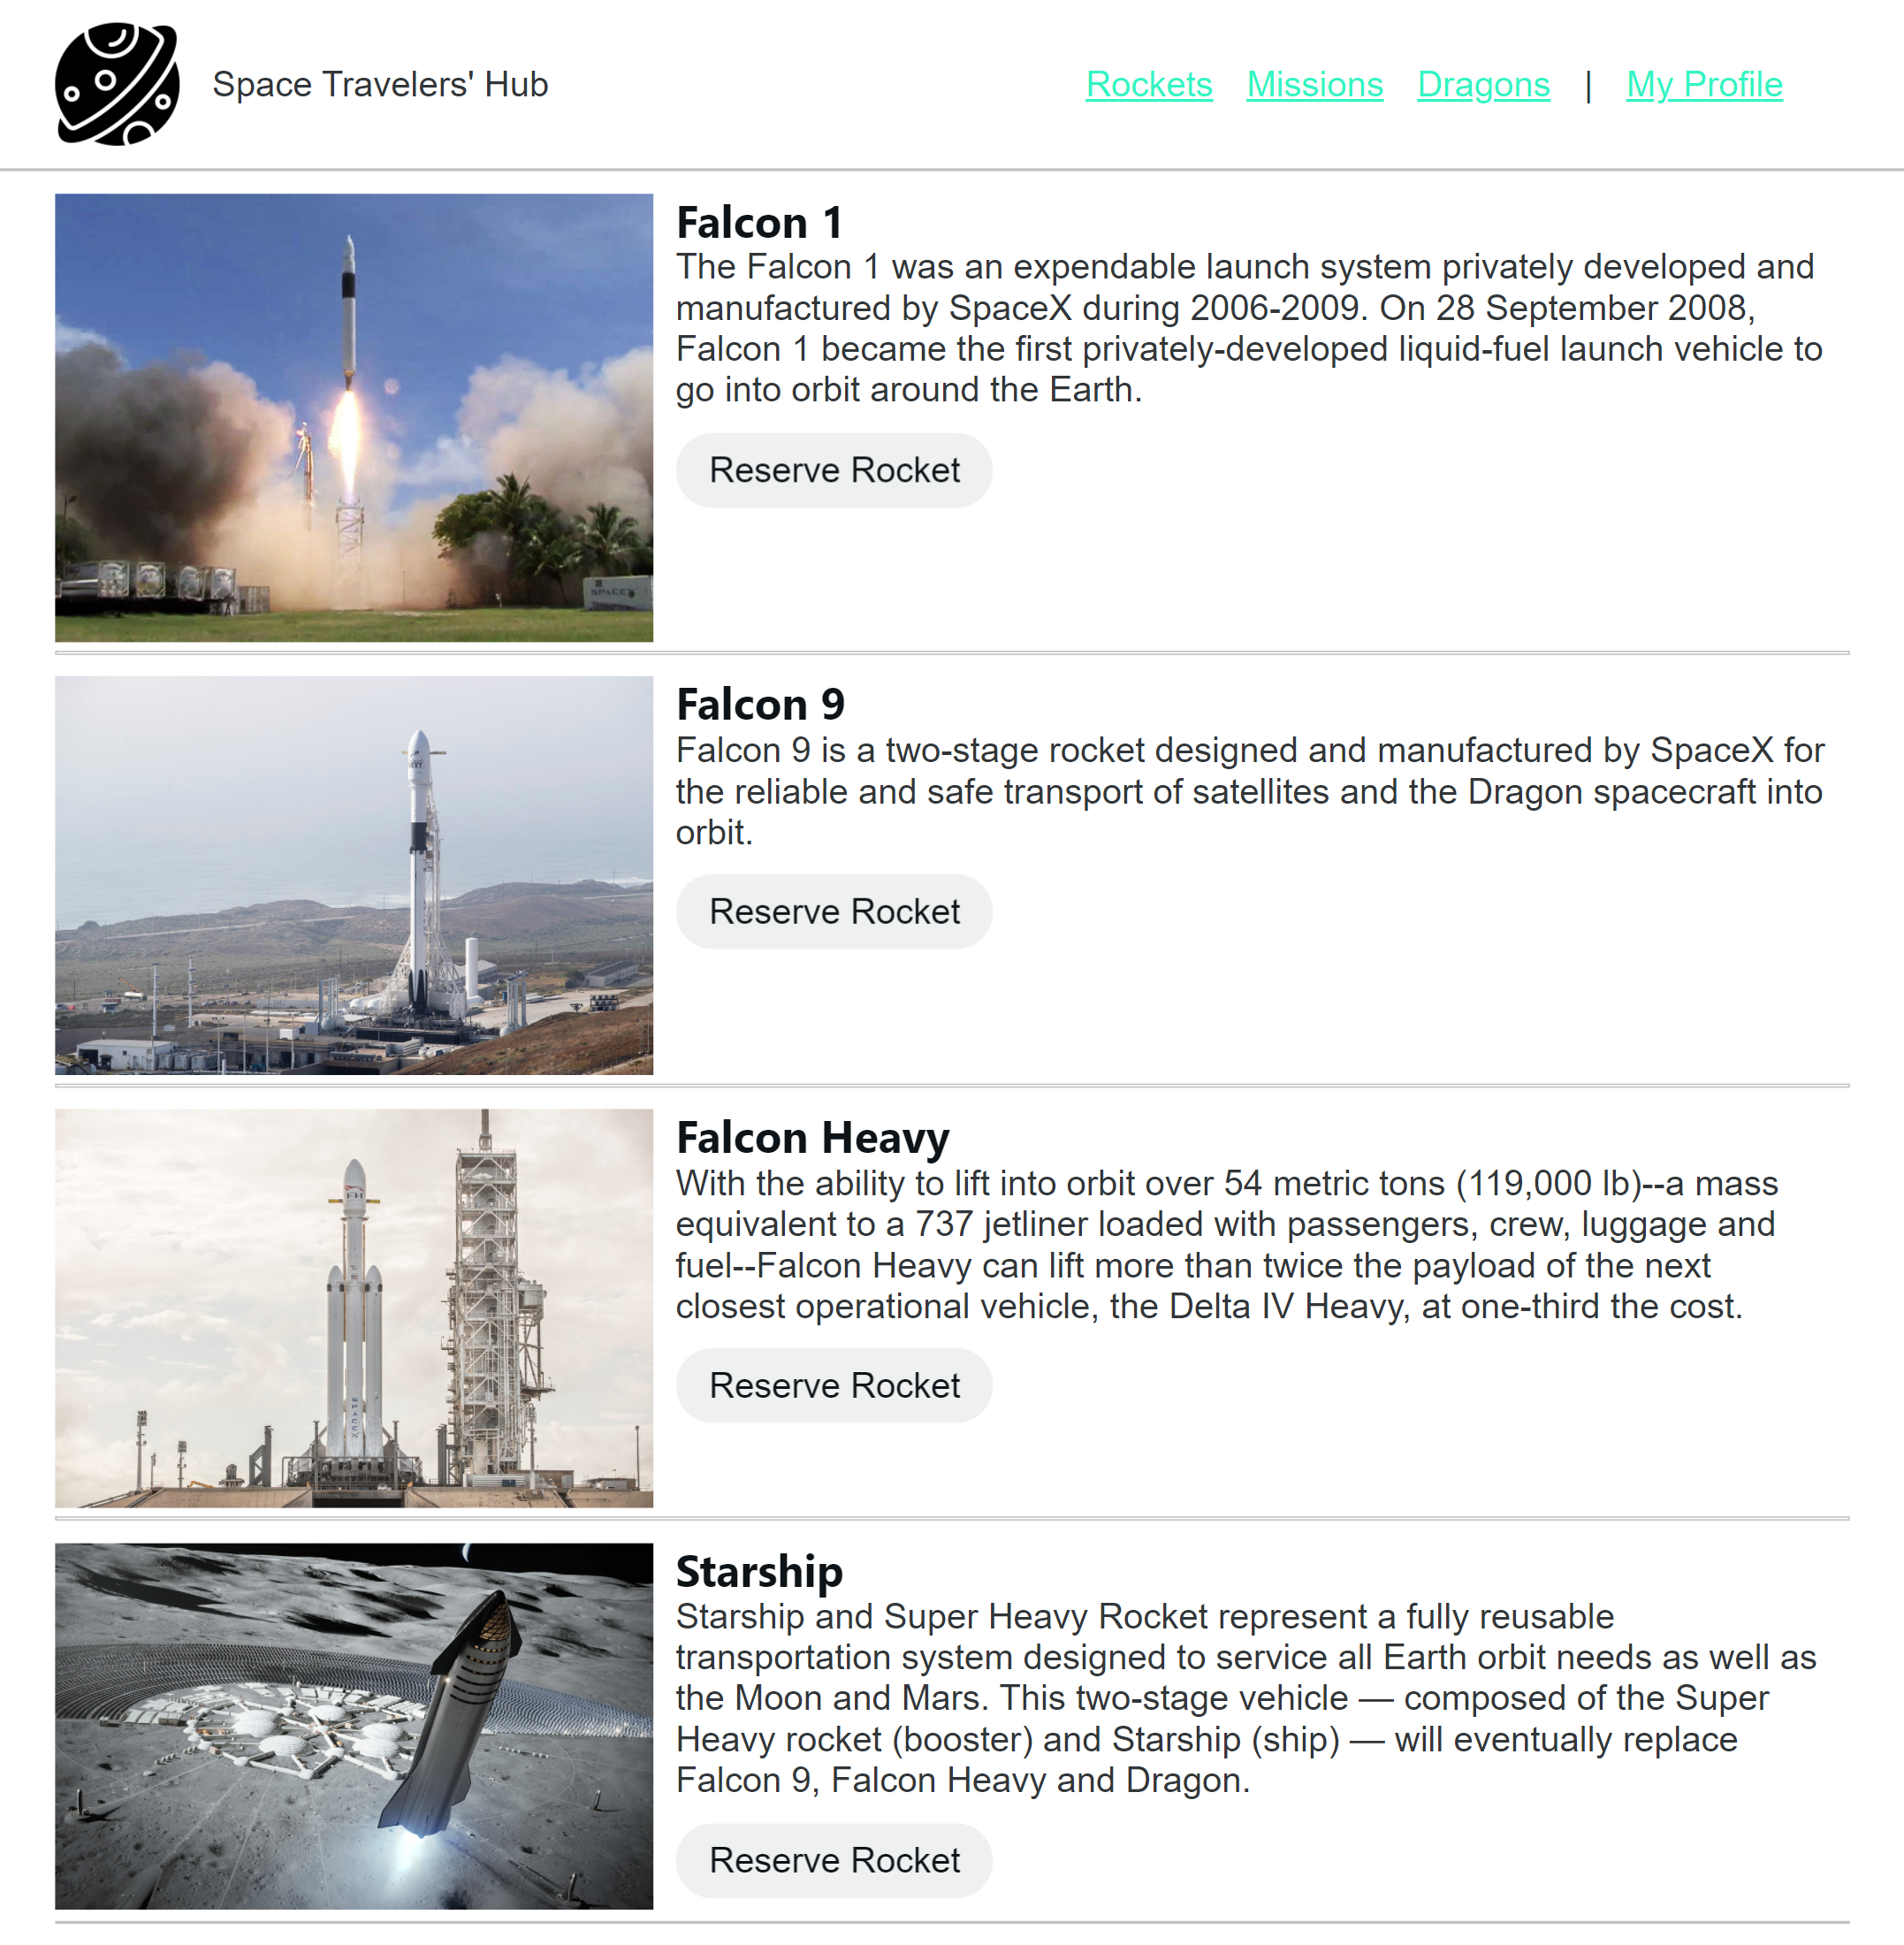 Space Travelers' Hub
Rockets Missions Dragons | My Profile
Falcon 1
The Falcon 1 was an expendable launch system privately developed and
manufactured by SpaceX during 2006-2009. On 28 September 2008,
Falcon 1 became the first privately-developed liquid-fuel launch vehicle to
go into orbit around the Earth.
Reserve Rocket
SPACEX
Falcon 9
Falcon 9 is a two-stage rocket designed and manufactured by SpaceX for
the reliable and safe transport of satellites and the Dragon spacecraft into
orbit.
Reserve Rocket
Falcon Heavy
With the ability to lift into orbit over 54 metric tons (119,000 lb)--a mass
equivalent to a 737 jetliner loaded with passengers, crew, luggage and
fuel--Falcon Heavy can lift more than twice the payload of the next
closest operational vehicle, the Delta IV Heavy, at one-third the cost.
Reserve Rocket
FH
SPACEX
Starship
Starship and Super Heavy Rocket represent a fully reusable
transportation system designed to service all Earth orbit needs as well as
the Moon and Mars. This two-stage vehicle — composed of the Super
Heavy rocket (booster) and Starship (ship) — will eventually replace
Falcon 9, Falcon Heavy and Dragon.
Reserve Rocket